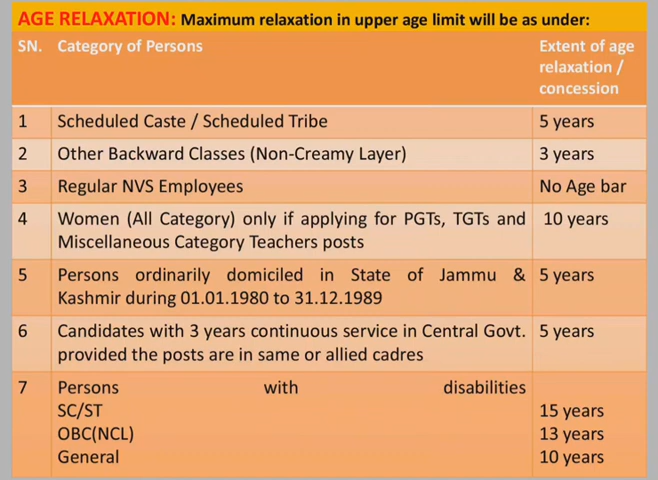 AGE RELAXATION: Maximum relaxation in upper age limit will be as under:
SN. Category of Persons Extent of age relaxation / concession
1 Scheduled Caste / Scheduled Tribe 5 years
2 Other Backward Classes (Non-Creamy Layer) 3 years
3 Regular NVS Employees No Age bar
4 Women (All Category) only if applying for PGTs, TGTs and 10 years
Miscellaneous Category Teachers posts
5 Persons ordinarily domiciled in State of Jammu & 5 years
Kashmir during 01.01.1980 to 31.12.1989
6 Candidates with 3 years continuous service in Central Govt. 5 years
provided the posts are in same or allied cadres
7 Persons with disabilities
SC/ST 15 years
OBC(NCL) 13 years
General 10 years